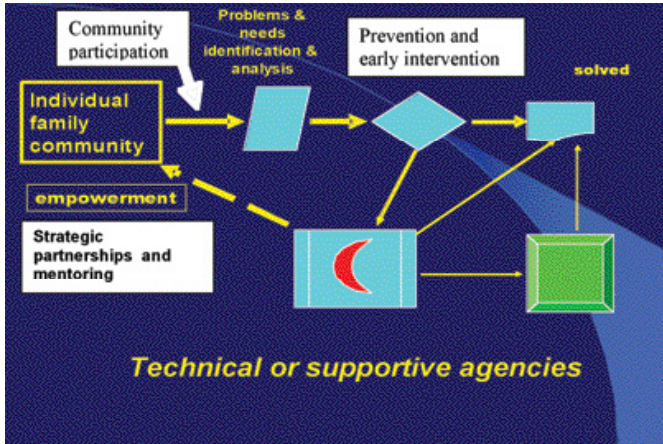 Community
participation
Problems &
needs
identification &
analysis
Prevention and
early intervention
solved
Individual
family
community
empowerment
Strategic
partnerships and
mentoring
Technical or supportive agencies